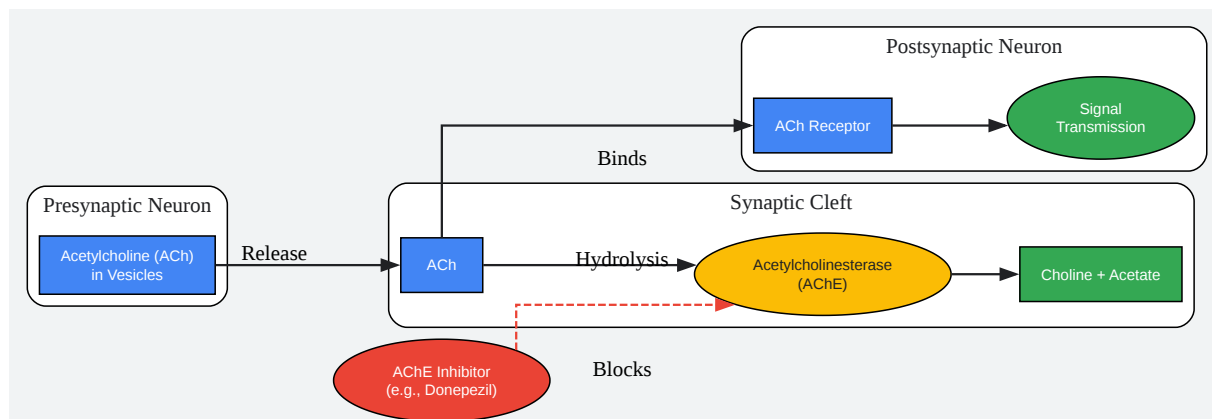 Postsynaptic Neuron
ACh Receptor
Signal
Transmission
Binds
Presynaptic Neuron
Acetylcholine (ACh)
in Vesicles
Release
Synaptic Cleft
ACh
Hydrolysis
Acetylcholinesterase
(AChE)
Choline + Acetate
AChE Inhibitor
(e.g., Donepezil)
Blocks